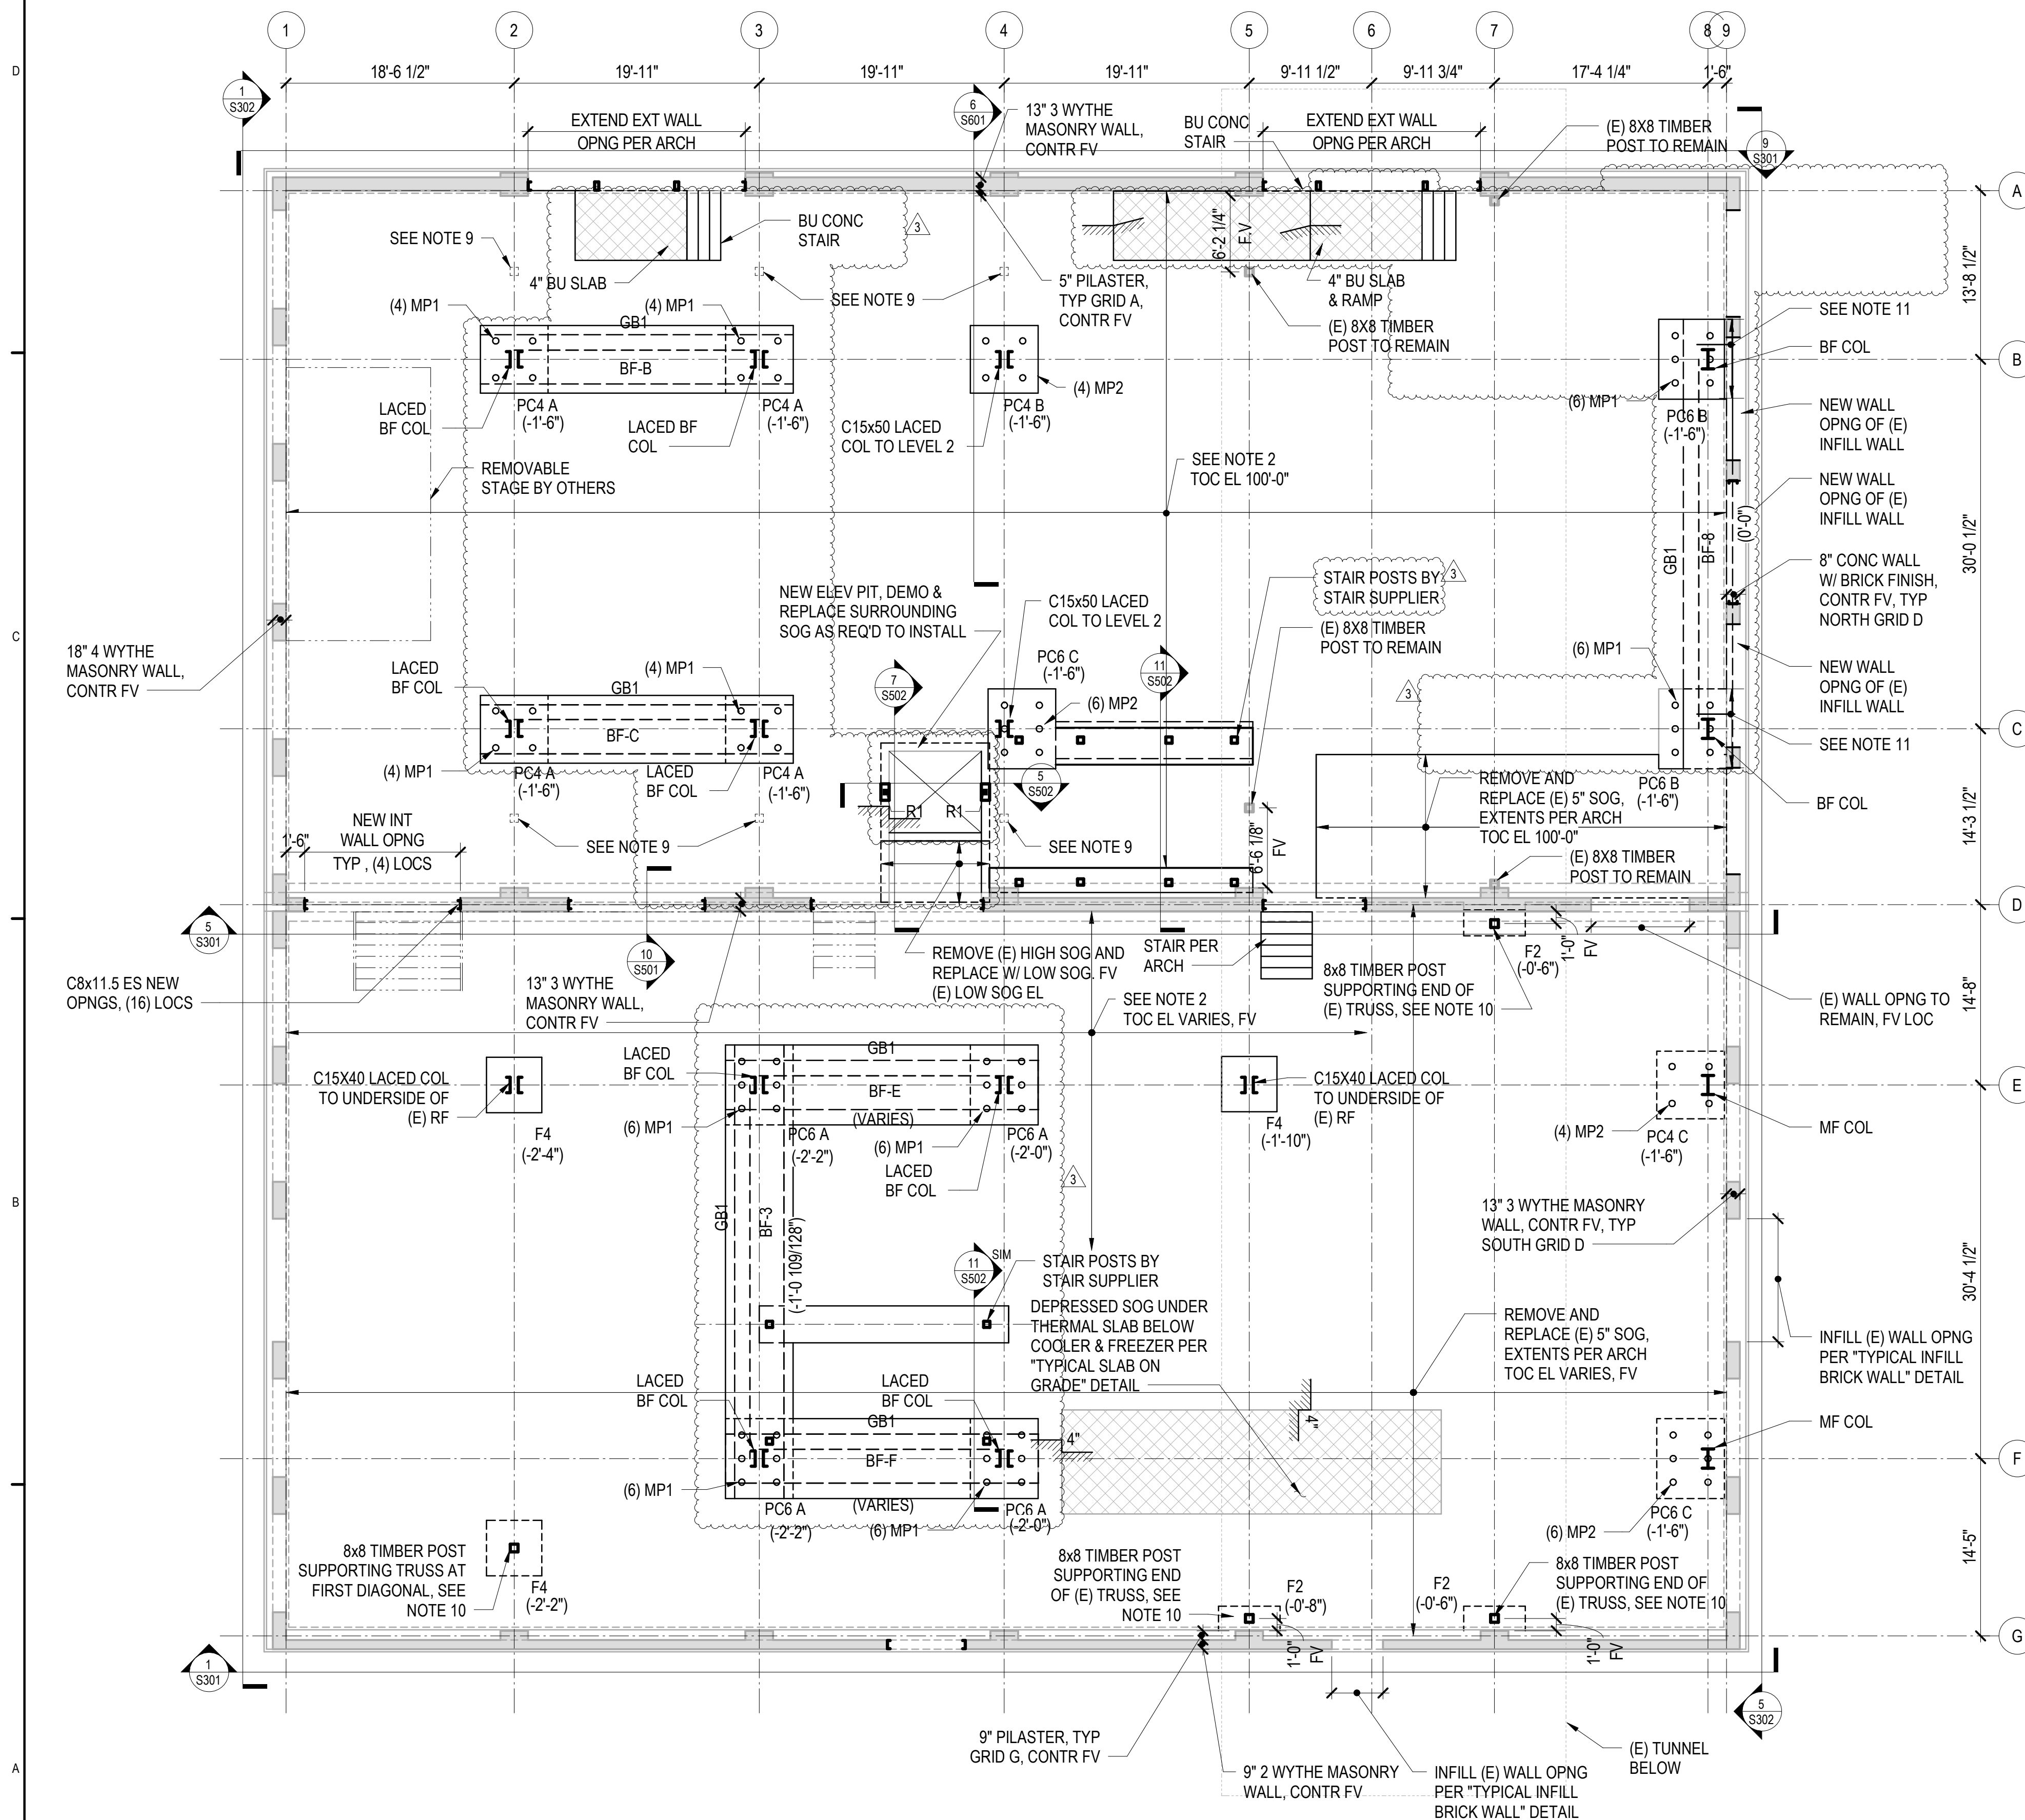 1
2
3
4
5
6
7
8
9
D
18'-6 1/2"
19'-11"
19'-11"
19'-11"
9'-11 1/2"
9'-11 3/4"
17'-4 1/4"
1'-6"
1
S302
6
S601
13" 3 WYTHE
MASONRY WALL,
CONTR FV
EXTEND EXT WALL
OPNG PER ARCH
BU CONC
STAIR
EXTEND EXT WALL
OPNG PER ARCH
(E) 8X8 TIMBER
POST TO REMAIN
9
S301
A
SEE NOTE 9
BU CONC
STAIR
3
4" BU SLAB
SEE NOTE 9
5" PILASTER,
TYP GRID A,
CONTR FV
6'-2 1/4"
F.V
4" BU SLAB
& RAMP
(E) 8X8 TIMBER
POST TO REMAIN
13'-8 1/2"
SEE NOTE 11
BF COL
B
(4) MP1
(4) MP1
GB1
BF-B
LACED
BF COL
PC4 A
(-1'-6")
LACED BF
COL
PC4 A
(-1'-6")
C15x50 LACED
COL TO LEVEL 2
PC4 B
(-1'-6")
(4) MP2
(6) MP1
PC6 B
(-1'-6")
NEW WALL
OPNG OF (E)
INFILL WALL
REMOVABLE
STAGE BY OTHERS
SEE NOTE 2
TOC EL 100'-0"
NEW WALL
OPNG OF (E)
INFILL WALL
(0'-0")
GB1
BF-8
30'-0 1/2"
8" CONC WALL
W/ BRICK FINISH,
CONTR FV, TYP
NORTH GRID D
C
18" 4 WYTHE
MASONRY WALL,
CONTR FV
NEW ELEV PIT, DEMO &
REPLACE SURROUNDING
SOG AS REQ'D TO INSTALL
C15x50 LACED
COL TO LEVEL 2
STAIR POSTS BY
STAIR SUPPLIER
3
(E) 8X8 TIMBER
POST TO REMAIN
(6) MP1
NEW WALL
OPNG OF (E)
INFILL WALL
LACED
BF COL
(4) MP1
GB1
BF-C
7
S502
PC6 C
(-1'-6")
11
S502
(6) MP2
3
C
SEE NOTE 11
(4) MP1
PC4 A
(-1'-6")
LACED
BF COL
PC4 A
(-1'-6")
R1
R1
5
S502
REMOVE AND
REPLACE (E) 5" SOG,
EXTENTS PER ARCH
TOC EL 100'-0"
PC6 B
(-1'-6")
BF COL
14'-3 1/2"
1'-6"
NEW INT
WALL OPNG
TYP , (4) LOCS
SEE NOTE 9
SEE NOTE 9
6'-6 1/8"
FV
(E) 8X8 TIMBER
POST TO REMAIN
D
5
S301
10
S501
REMOVE (E) HIGH SOG AND
REPLACE W/ LOW SOG. FV
(E) LOW SOG EL
STAIR PER
ARCH
F2
(-0'-6")
1'-0"
FV
C8x11.5 ES NEW
OPNGS, (16) LOCS
13" 3 WYTHE
MASONRY WALL,
CONTR FV
SEE NOTE 2
TOC EL VARIES, FV
8x8 TIMBER POST
SUPPORTING END OF
(E) TRUSS, SEE NOTE 10
(E) WALL OPNG TO
REMAIN, FV LOC
14'-8"
C15X40 LACED COL
TO UNDERSIDE OF
(E) RF
F4
(-2'-4")
LACED
BF COL
GB1
BF-E
(VARIES)
(6) MP1
PC6 A
(-2'-2")
(6) MP1
PC6 A
(-2'-0")
LACED
BF COL
3
C15X40 LACED COL
TO UNDERSIDE OF
(E) RF
F4
(-1'-10")
(4) MP2
PC4 C
(-1'-6")
MF COL
E
B
GB1
BF-3
(-1'-0 109/128")
13" 3 WYTHE MASONRY
WALL, CONTR FV, TYP
SOUTH GRID D
11
S502
SIM
STAIR POSTS BY
STAIR SUPPLIER
DEPRESSED SOG UNDER
THERMAL SLAB BELOW
COOLER & FREEZER PER
"TYPICAL SLAB ON
GRADE" DETAIL
REMOVE AND
REPLACE (E) 5" SOG,
EXTENTS PER ARCH
TOC EL VARIES, FV
30'-4 1/2"
INFILL (E) WALL OPNG
PER "TYPICAL INFILL
BRICK WALL" DETAIL
LACED
BF COL
LACED
BF COL
GB1
BF-F
(VARIES)
4"
4"
MF COL
F
(6) MP1
PC6 A
(-2'-2")
(6) MP1
PC6 A
(-2'-0")
(6) MP2
PC6 C
(-1'-6")
8x8 TIMBER POST
SUPPORTING TRUSS AT
FIRST DIAGONAL, SEE
NOTE 10
F4
(-2'-2")
8x8 TIMBER POST
SUPPORTING END
OF (E) TRUSS, SEE
NOTE 10
F2
(-0'-8")
F2
(-0'-6")
8x8 TIMBER POST
SUPPORTING END OF
(E) TRUSS, SEE NOTE 10
14'-5"
1'-0"
FV
1'-0"
FV
G
1
S301
5
S302
9" PILASTER, TYP
GRID G, CONTR FV
9" 2 WYTHE MASONRY
WALL, CONTR FV
INFILL (E) WALL OPNG
PER "TYPICAL INFILL
BRICK WALL" DETAIL
(E) TUNNEL
BELOW
A